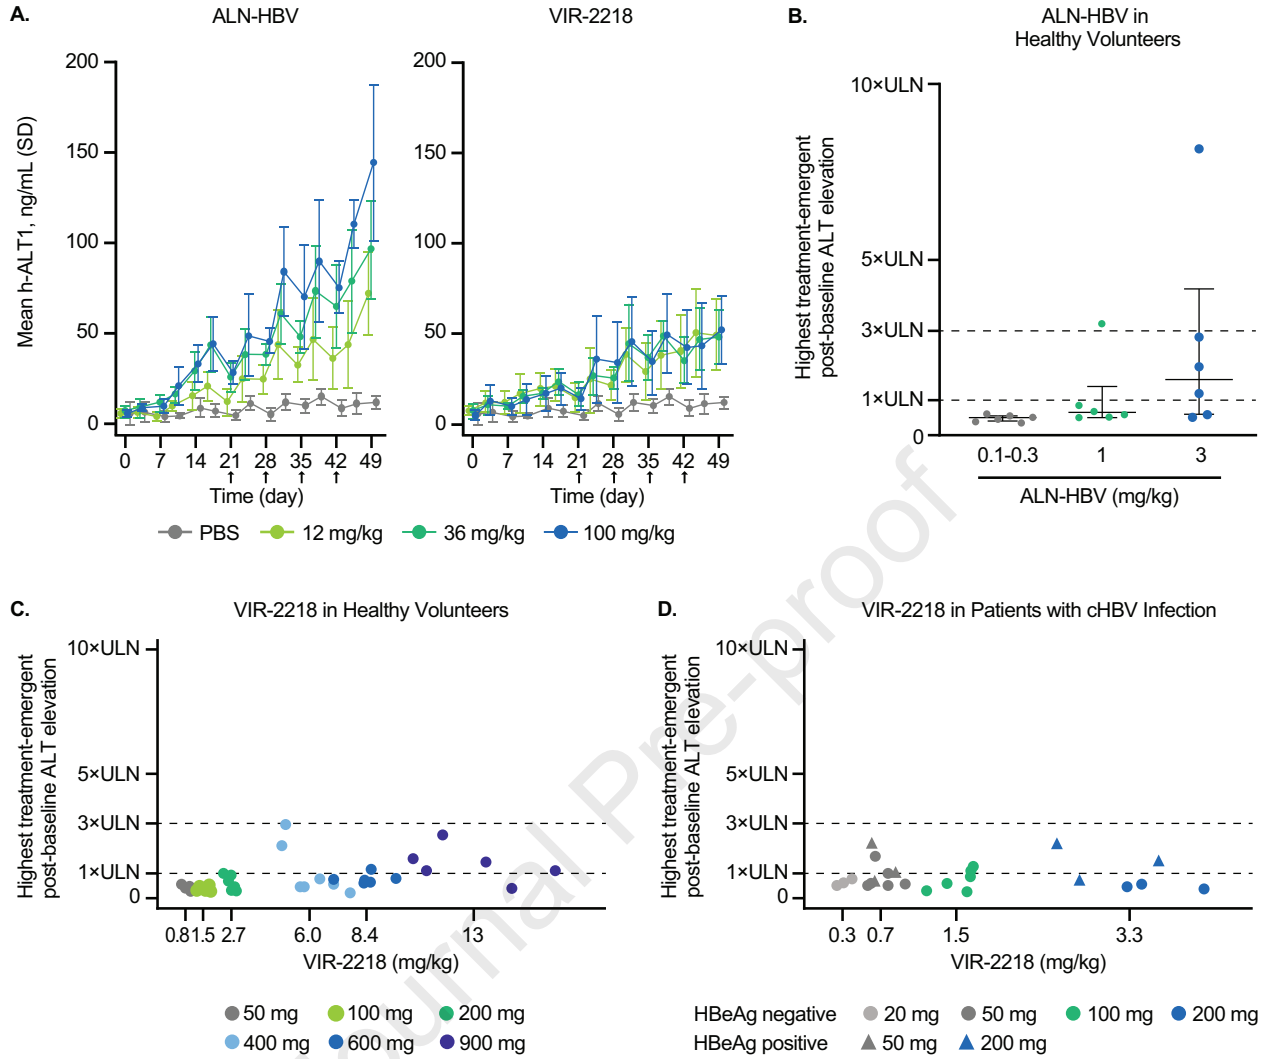 A.
ALN-HBV
VIR-2218
Mean h-ALT1, ng/mL (SD)
200
150
100
50
0
0 7 14 21 28 35 42 49
↑ ↑ ↑ ↑
Time (day)
200
150
100
50
0
0 7 14 21 28 35 42 49
↑ ↑ ↑ ↑
Time (day)
PBS 12 mg/kg 36 mg/kg 100 mg/kg
B.
ALN-HBV in
Healthy Volunteers
Highest treatment-emergent
post-baseline ALT elevation
10×ULN
5×ULN
3×ULN
1×ULN
0
0.1-0.3 1 3
ALN-HBV (mg/kg)
C.
VIR-2218 in Healthy Volunteers
Highest treatment-emergent
post-baseline ALT elevation
10×ULN
5×ULN
3×ULN
1×ULN
0
0.8 1.5 2.7 6.0 8.4 13
VIR-2218 (mg/kg)
50 mg 100 mg 200 mg
400 mg 600 mg 900 mg
D.
VIR-2218 in Patients with cHBV Infection
Highest treatment-emergent
post-baseline ALT elevation
10×ULN
5×ULN
3×ULN
1×ULN
0
0.3 0.7 1.5 3.3
VIR-2218 (mg/kg)
HBeAg negative 20 mg 50 mg 100 mg 200 mg
HBeAg positive 50 mg 200 mg
Journal Pre-proof